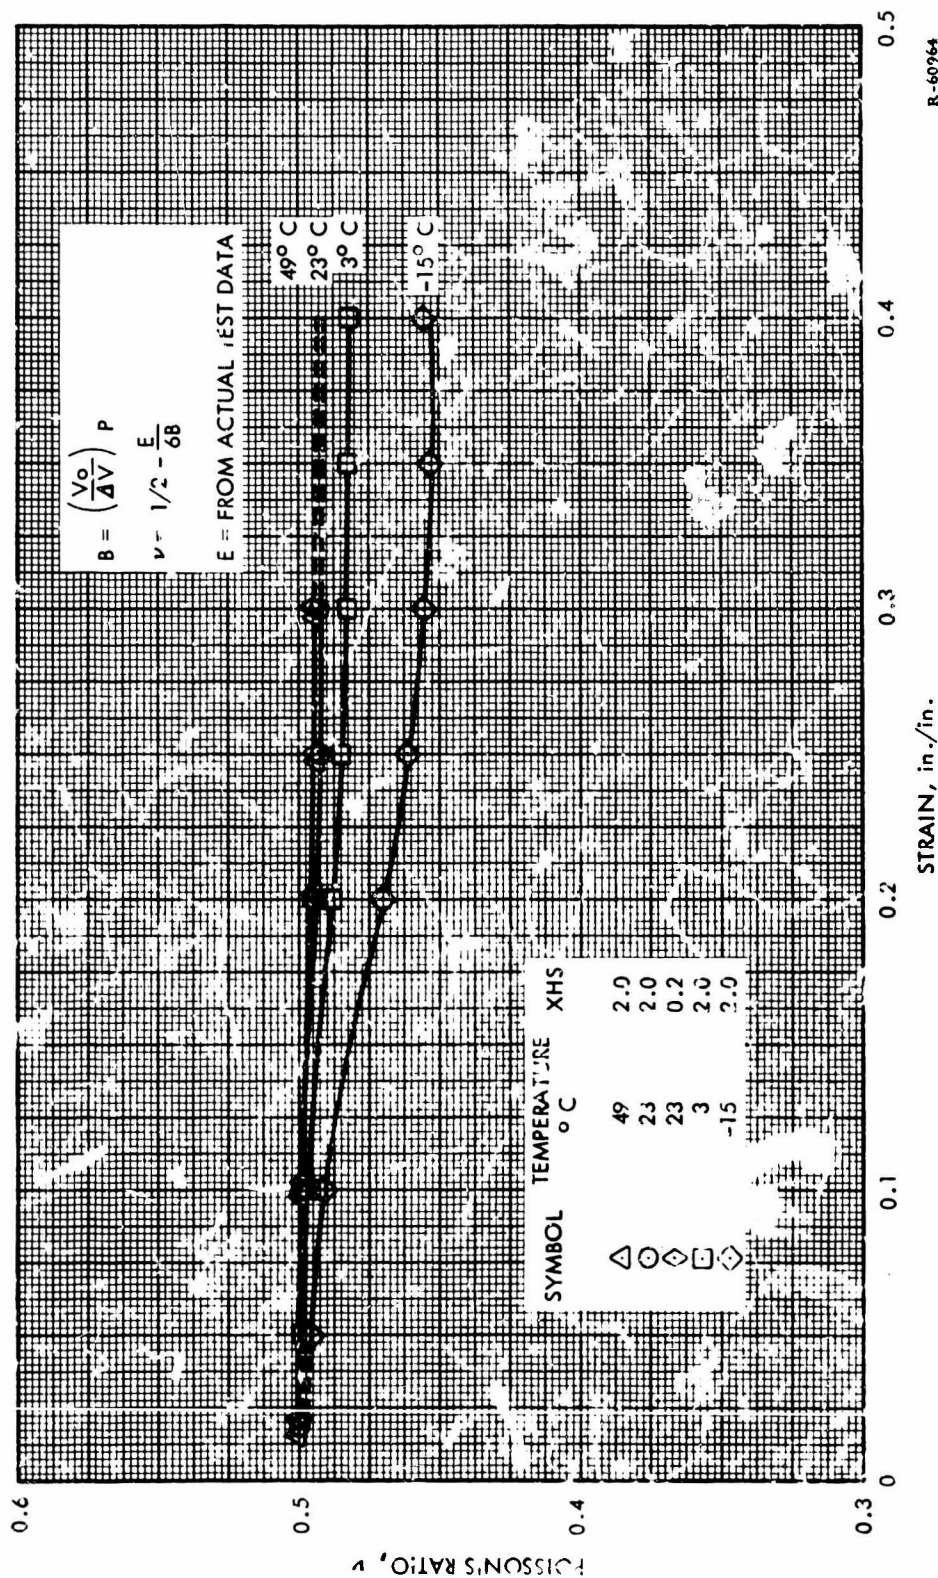 B = (V₀/ΔV) P
ν = 1/2 - E/6B
E = FROM ACTUAL TEST DATA
49° C
23° C
3° C
-15° C
SYMBOL TEMPERATURE XHS
° C
△ 49 2.0
○ 23 2.0
◇ 23 0.2
□ 3 2.0
◇ -15 2.0
POISSON'S RATIO, ν
0.6
0.5
0.4
0.3
0 0.1 0.2 0.3 0.4 0.5
STRAIN, in./in.
R-60964